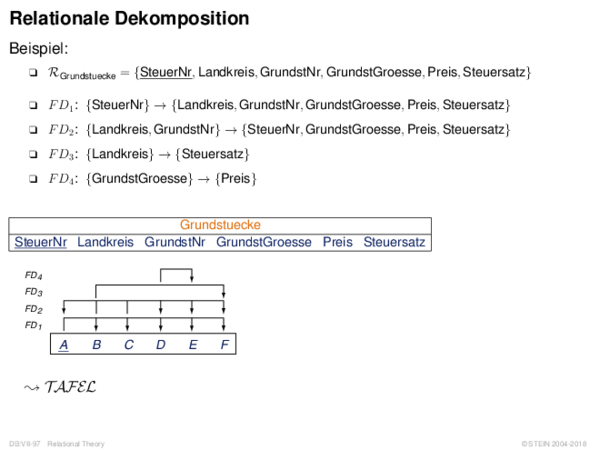 Relationale Dekomposition
Beispiel:
❑ ℛGrundstuecke = {SteuerNr, Landkreis, GrundstNr, GrundstGroesse, Preis, Steuersatz}
❑ FD₁: {SteuerNr} → {Landkreis, GrundstNr, GrundstGroesse, Preis, Steuersatz}
❑ FD₂: {Landkreis, GrundstNr} → {SteuerNr, GrundstGroesse, Preis, Steuersatz}
❑ FD₃: {Landkreis} → {Steuersatz}
❑ FD₄: {GrundstGroesse} → {Preis}
Grundstuecke
SteuerNr Landkreis GrundstNr GrundstGroesse Preis Steuersatz
FD₄
FD₃
FD₂
FD₁
A B C D E F
⤳ TAFEL
DB:VII-97 Relational Theory © STEIN 2004-2018